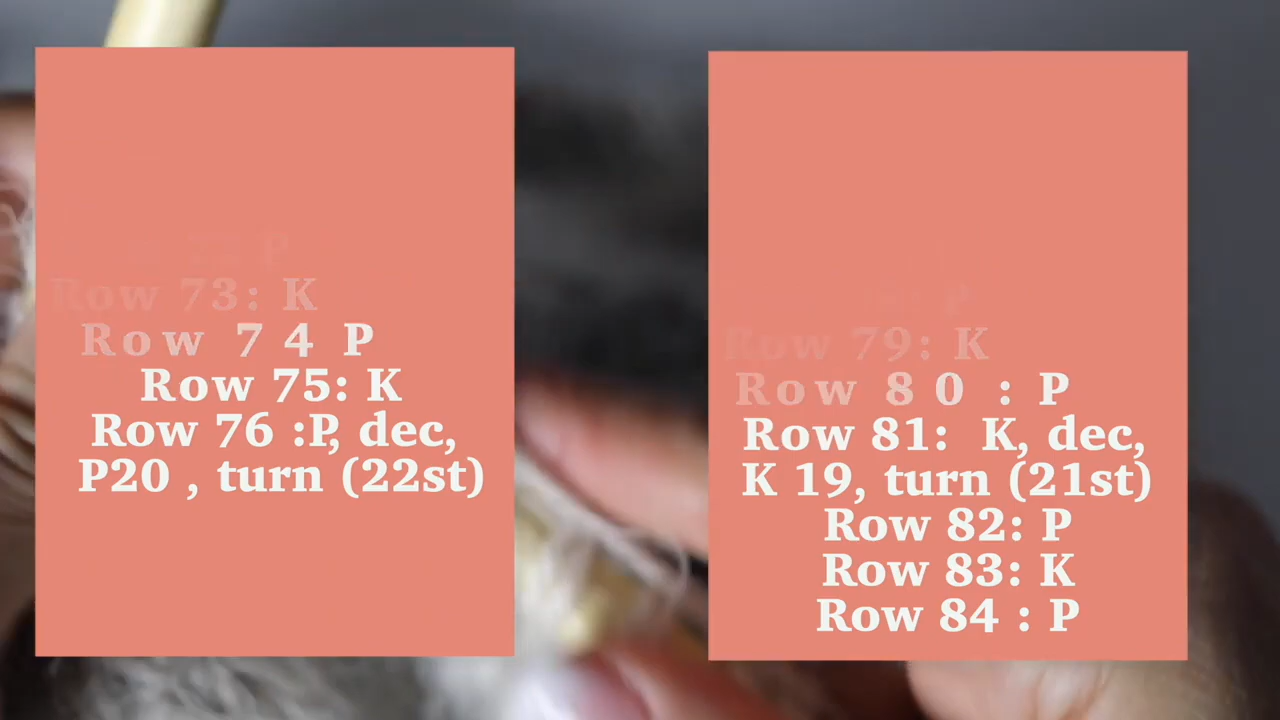 P
Row 73: K
Row 74 P
Row 75: K
Row 76 :P, dec,
P20 , turn (22st)
P
Row 79: K
Row 80 : P
Row 81: K, dec,
K 19, turn (21st)
Row 82: P
Row 83: K
Row 84 : P